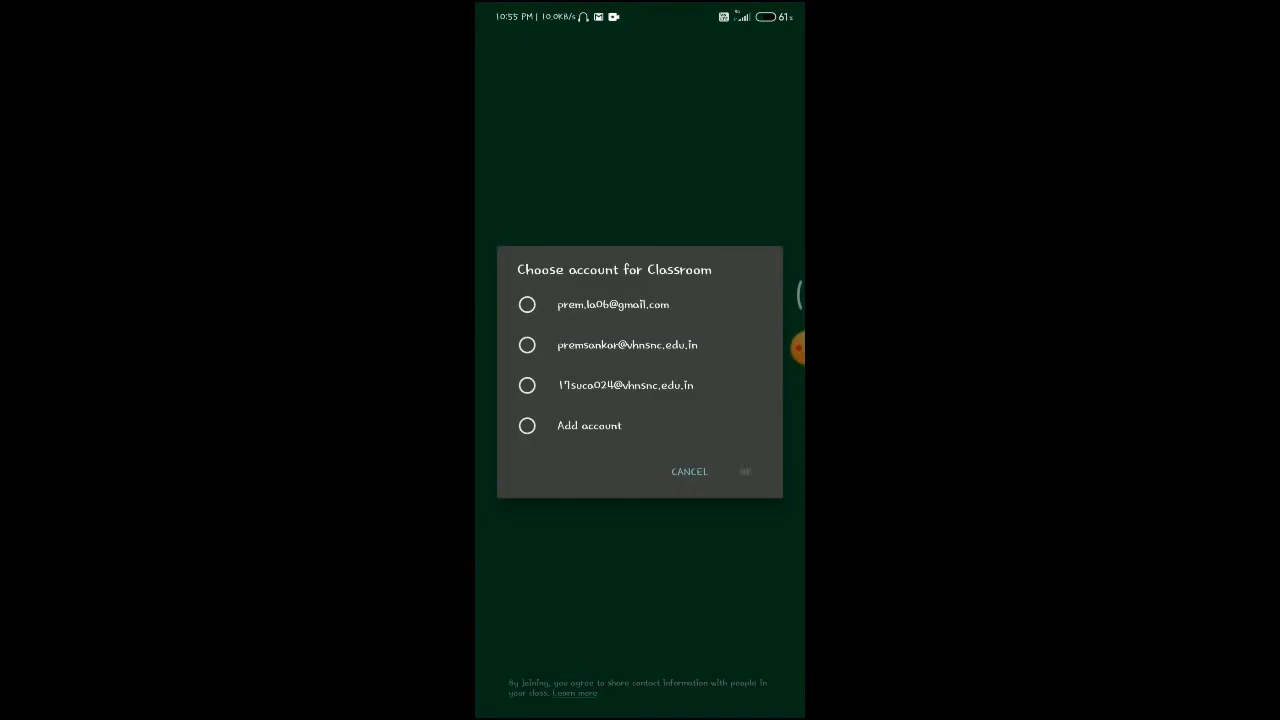 10:55 PM | 10.0KB/s 61%
Choose account for Classroom
prem.1a06@gmail.com
premsankar@vhnsnc.edu.in
17suca024@vhnsnc.edu.in
Add account
CANCEL OK
By joining, you agree to share contact information with people in
your class. Learn more